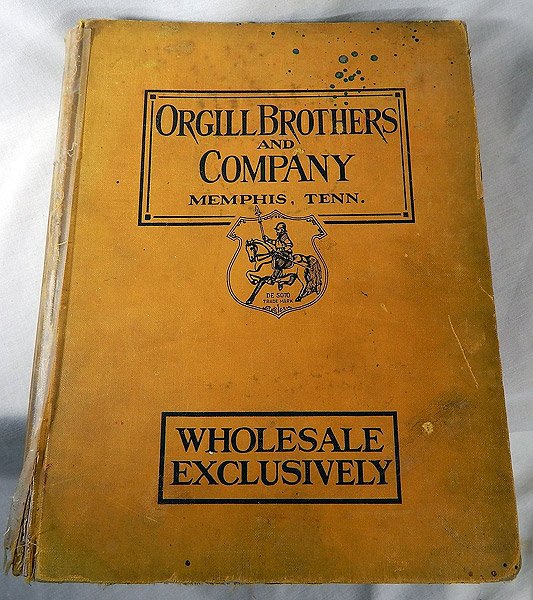 ORGILL BROTHERS
AND
COMPANY
MEMPHIS, TENN.
DE SOTO
TRADE MARK
WHOLESALE
EXCLUSIVELY